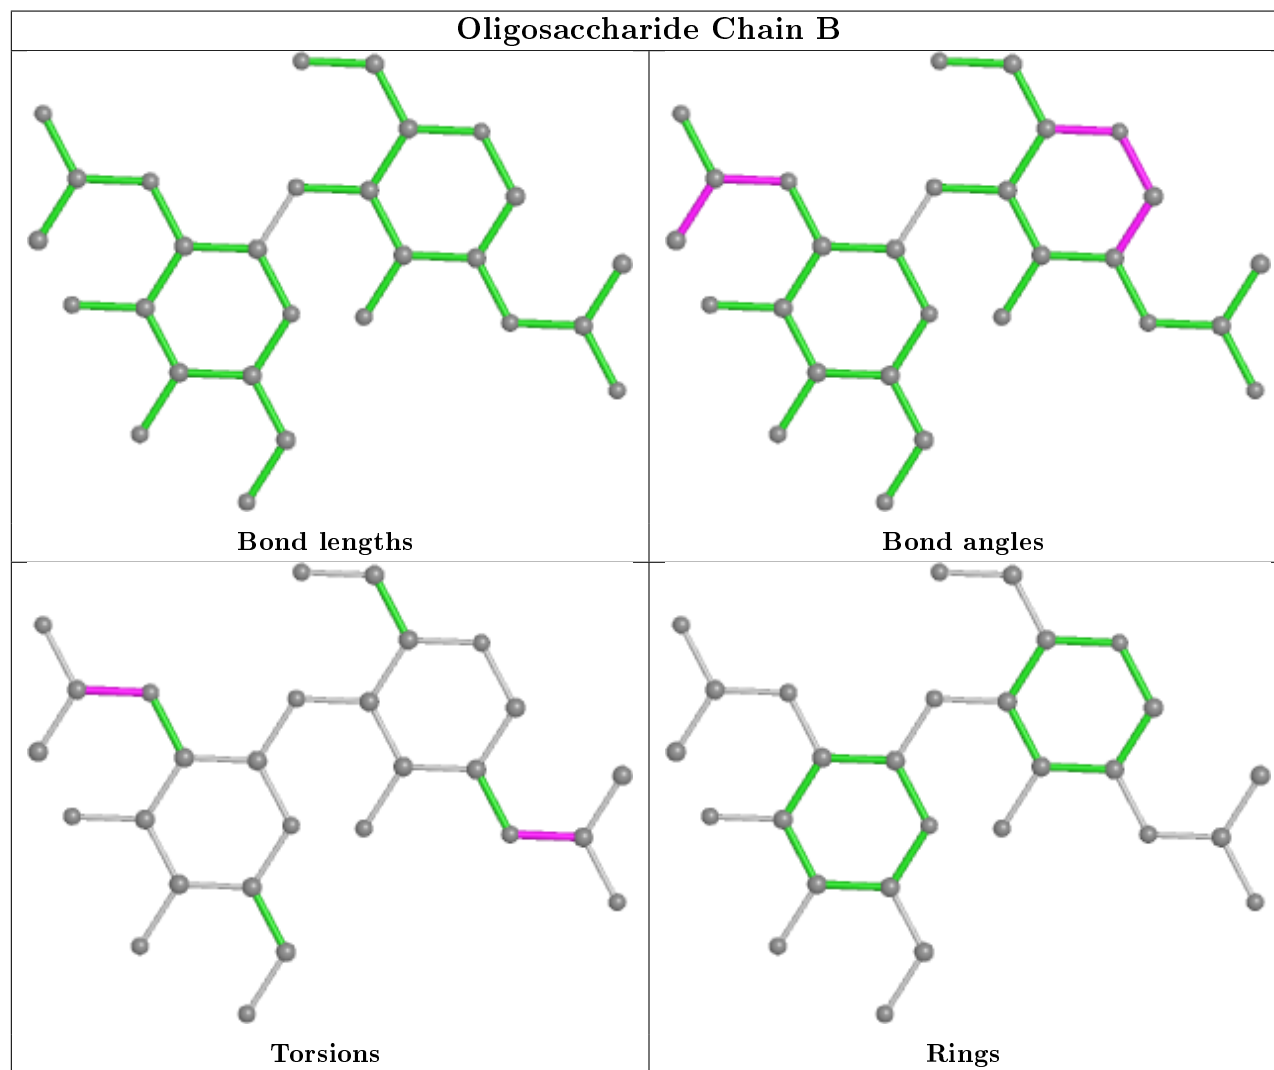 Oligosaccharide Chain B
Bond lengths
Bond angles
Torsions
Rings